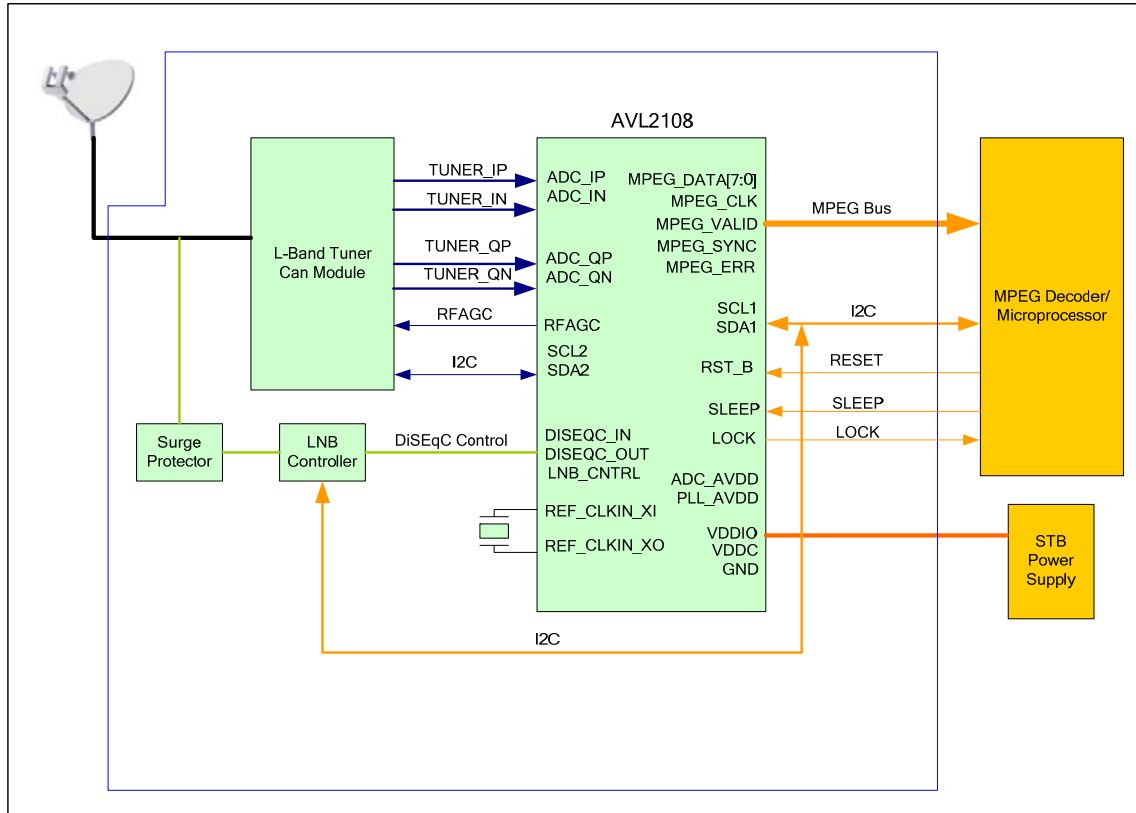 AVL2108
L-Band Tuner
Can Module
TUNER_IP
TUNER_IN
TUNER_QP
TUNER_QN
RFAGC
I2C
ADC_IP
ADC_IN
ADC_QP
ADC_QN
RFAGC
SCL2
SDA2
DISEQC_IN
DISEQC_OUT
LNB_CNTRL
REF_CLKIN_XI
REF_CLKIN_XO
MPEG_DATA[7:0]
MPEG_CLK
MPEG_VALID
MPEG_SYNC
MPEG_ERR
SCL1
SDA1
RST_B
SLEEP
LOCK
ADC_AVDD
PLL_AVDD
VDDIO
VDDC
GND
MPEG Bus
I2C
RESET
SLEEP
LOCK
MPEG Decoder/
Microprocessor
Surge
Protector
LNB
Controller
DiSEqC Control
STB
Power
Supply
I2C